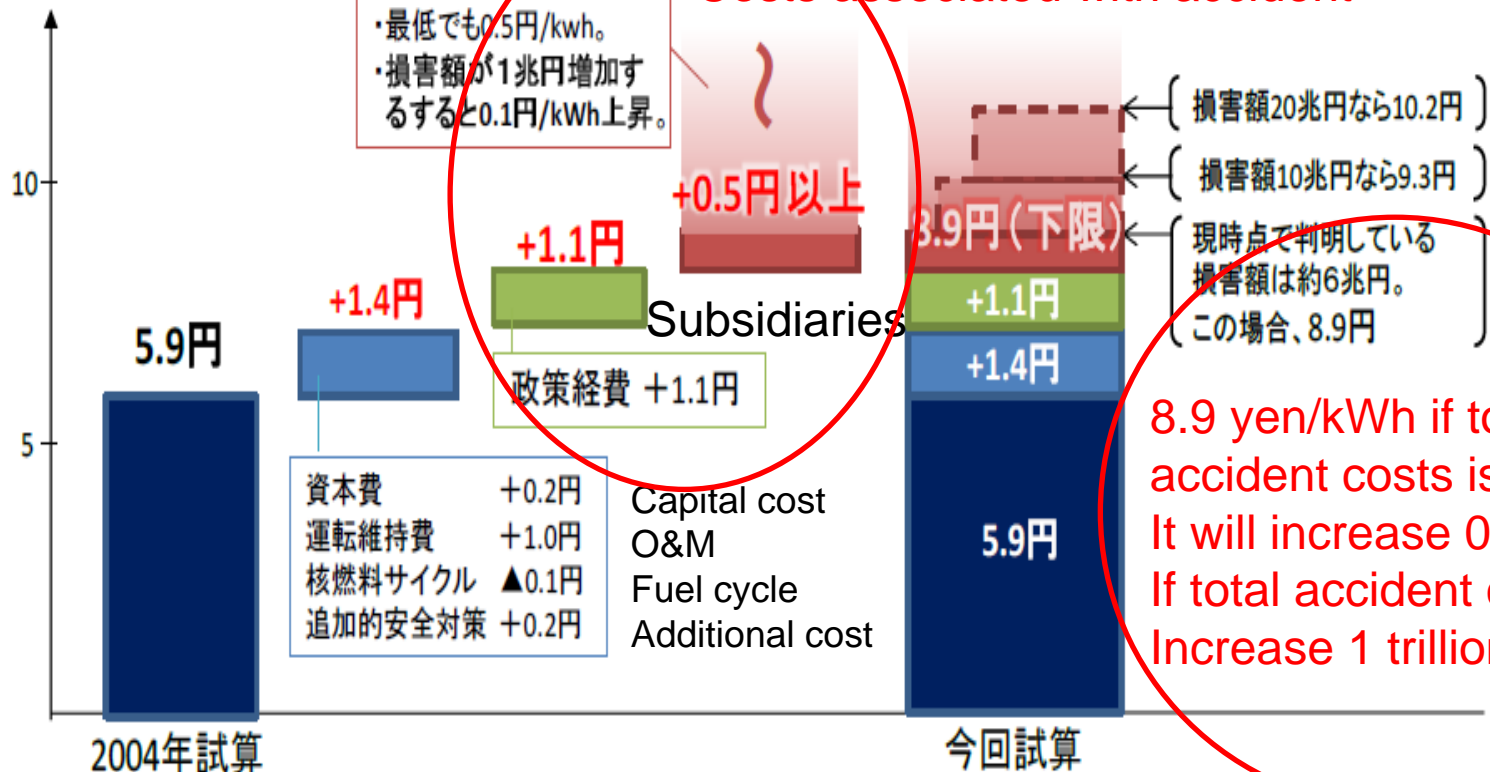 Costs associated with accident
・最低でも0.5円/kwh。
・損害額が1兆円増加す
るすると0.1円/kWh上昇。
損害額20兆円なら10.2円
10
損害額10兆円なら9.3円
+0.5円以上
8.9円(下限)
現時点で判明している
損害額は約6兆円。
この場合、8.9円
+1.1円
+1.4円
+1.1円
Subsidiaries
5.9円
+1.4円
政策経費 +1.1円
8.9 yen/kWh if
accident costs
It will increase
If total accident
Increase 1
5
資本費 +0.2円
運転維持費 +1.0円
核燃料サイクル ▲0.1円
追加的安全対策 +0.2円
Capital cost
O&M
Fuel cycle
Additional cost
5.9円
2004年試算
今回試算